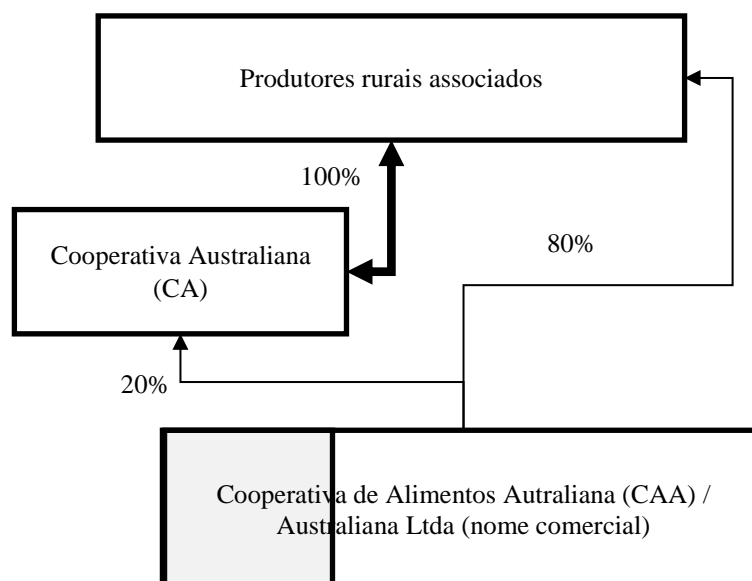 Produtores rurais associados
100%
Cooperativa Australiana
(CA)
80%
20%
Cooperativa de Alimentos Autraliana (CAA) /
Australiana Ltda (nome comercial)